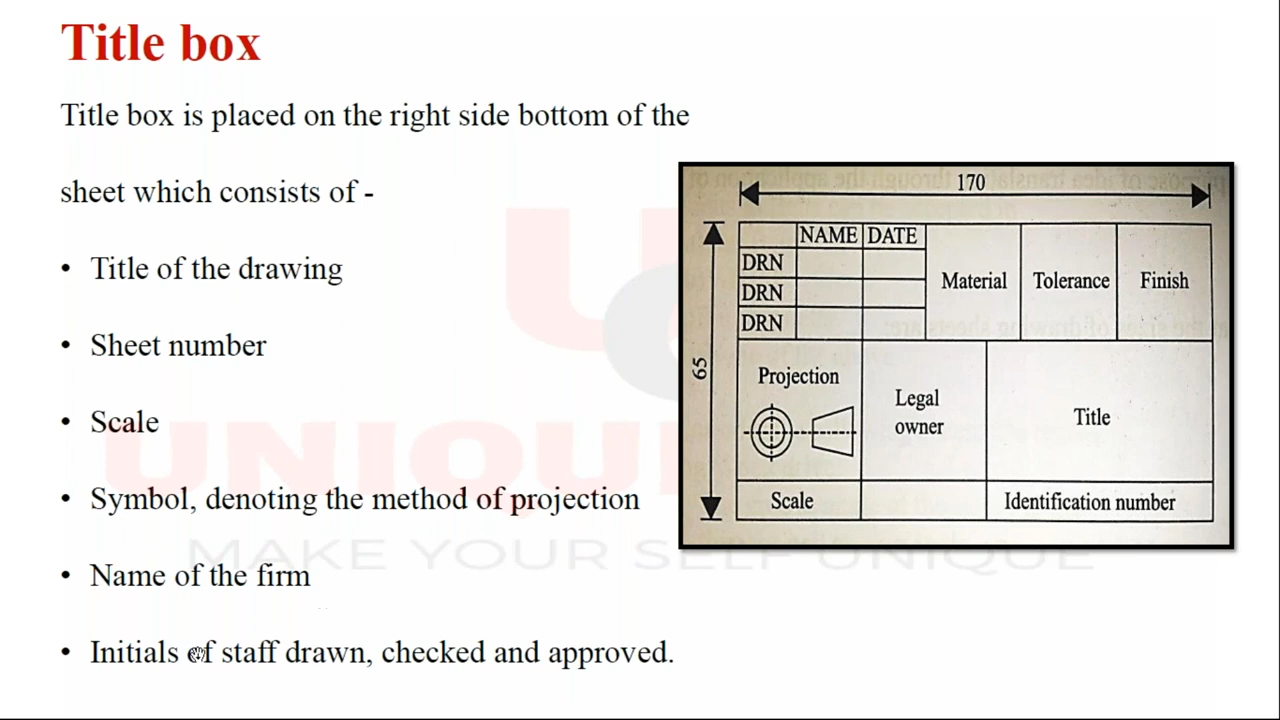 Title box
Title box is placed on the right side bottom of the
sheet which consists of -
• Title of the drawing
• Sheet number
• Scale
• Symbol, denoting the method of projection
• Name of the firm
• Initials of staff drawn, checked and approved.
170
65
NAME DATE
DRN
DRN
DRN
Material Tolerance Finish
Projection
Legal
owner
Title
Scale
Identification number
UNIQU
MAKE YOUR SELF UNIQUE